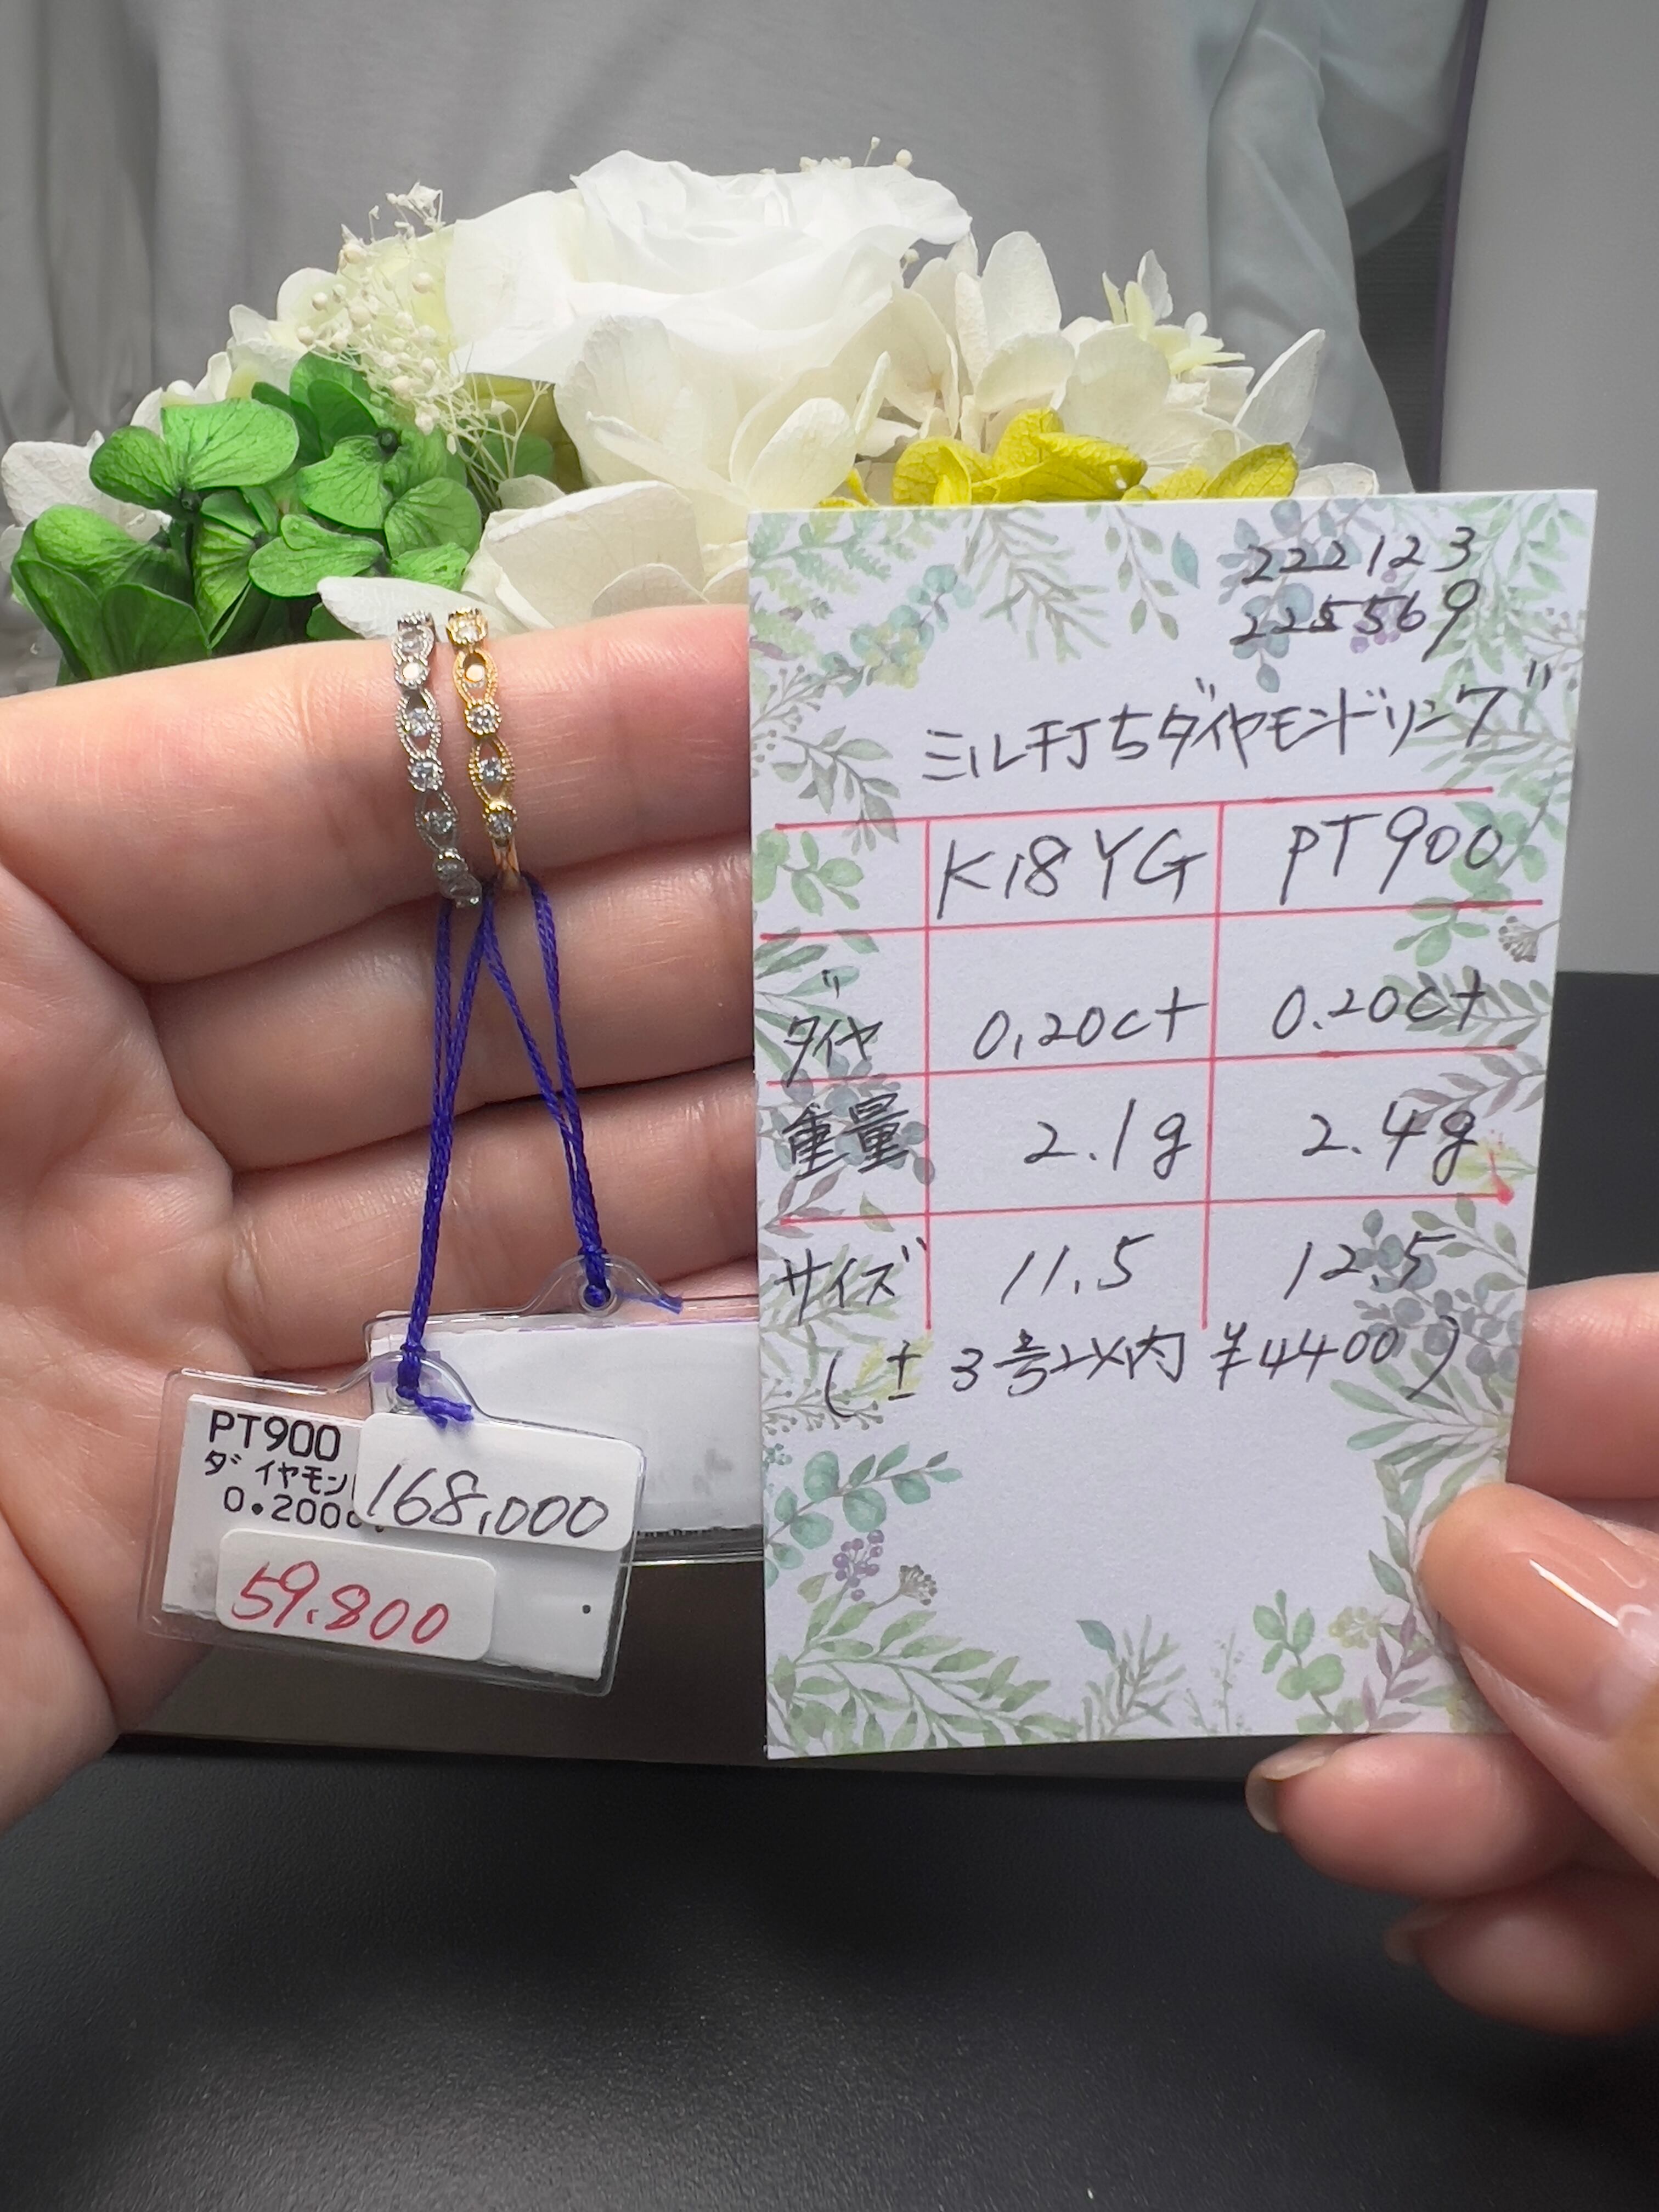 222123
225569
ミル打ちダイヤモンドリング
K18YG PT900
ダイヤ 0.20ct 0.20ct
重量 2.1g 2.4g
サイズ 11.5 12.5
(±3号以内 ¥4400)
PT900
ダイヤモン
0.200
168,000
59,800